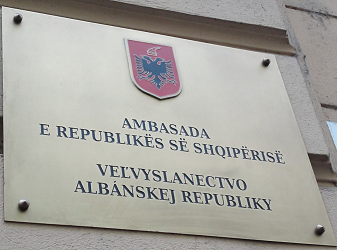 AMBASADA
E REPUBLIKËS SË SHQIPËRISË
VEĽVYSLANECTVO
ALBÁNSKEJ REPUBLIKY